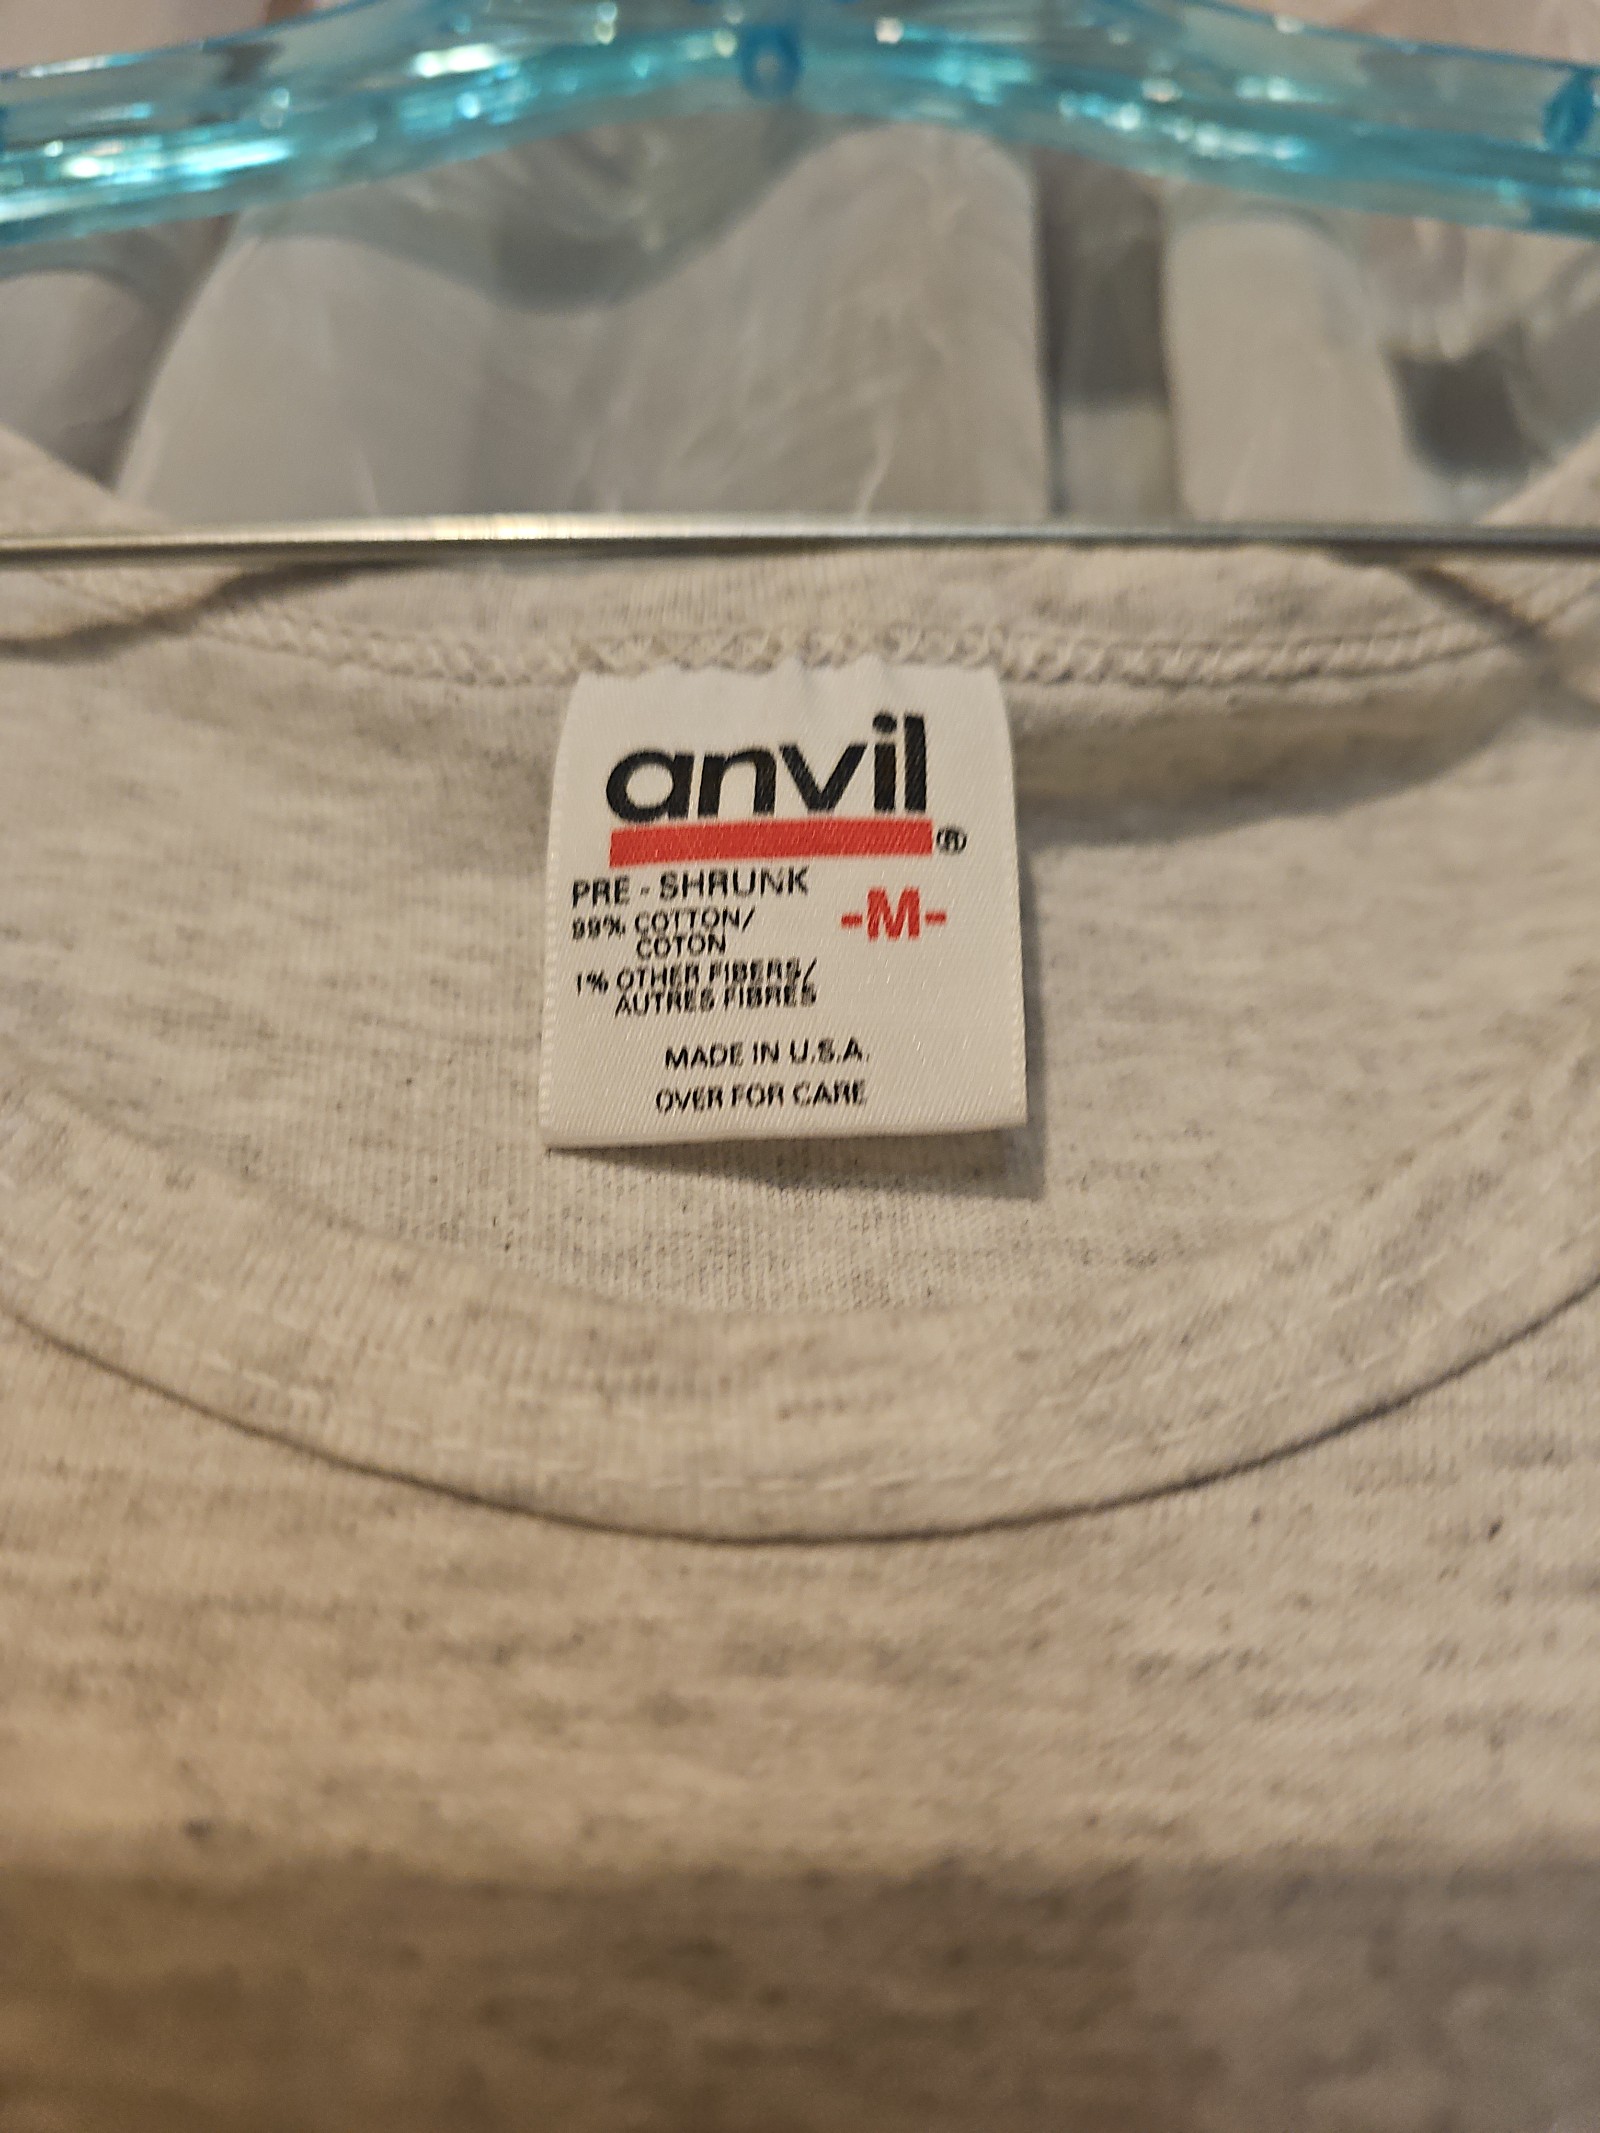 anvil®
PRE - SHRUNK
-M-
99% COTTON/
COTON
1% OTHER FIBERS/
AUTRES FIBRES
MADE IN U.S.A.
OVER FOR CARE